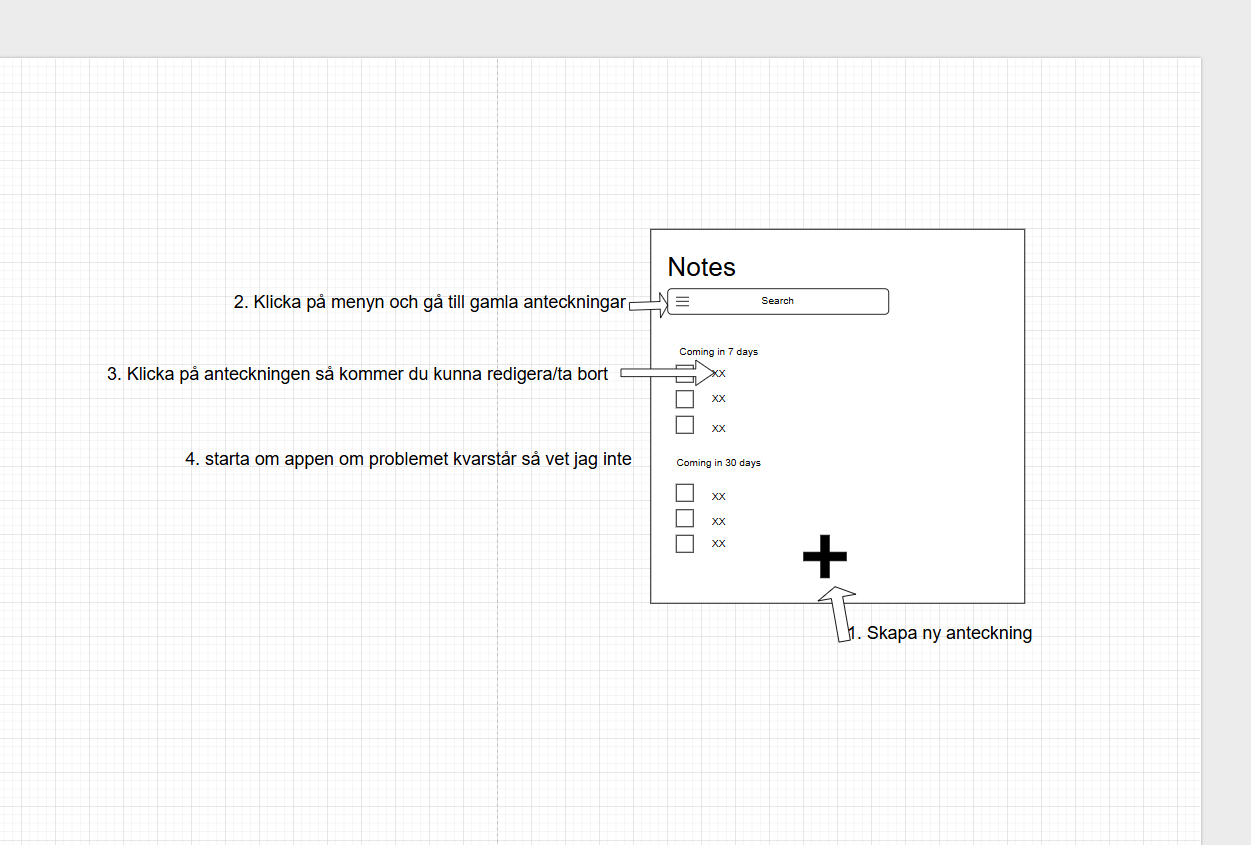 Notes
2. Klicka på menyn och gå till gamla anteckningar
Search
Coming in 7 days
3. Klicka på anteckningen så kommer du kunna redigera/ta bort
XX
XX
XX
4. starta om appen om problemet kvarstår så vet jag inte
Coming in 30 days
XX
XX
XX
1. Skapa ny anteckning